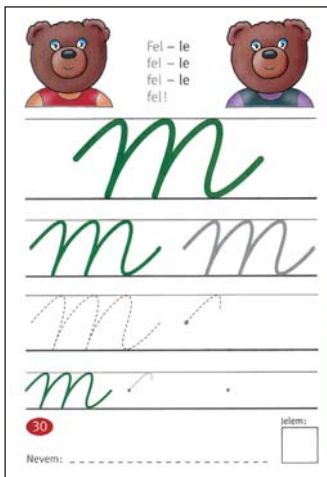 Fel – le
fel – le
fel – le
fel!
m
m m
m
m
30
Jelem:
Nevem: